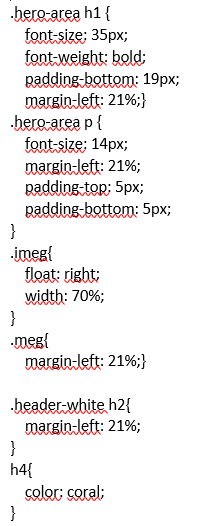 .hero-area h1 {
    font-size: 35px;
    font-weight: bold;
    padding-bottom: 19px;
    margin-left: 21%;}
.hero-area p {
    font-size: 14px;
    margin-left: 21%;
    padding-top: 5px;
    padding-bottom: 5px;
}
.imeg{
    float: right;
    width: 70%;
}
.meg{
    margin-left: 21%;}

.header-white h2{
    margin-left: 21%;
}
h4{
    color: coral;
}